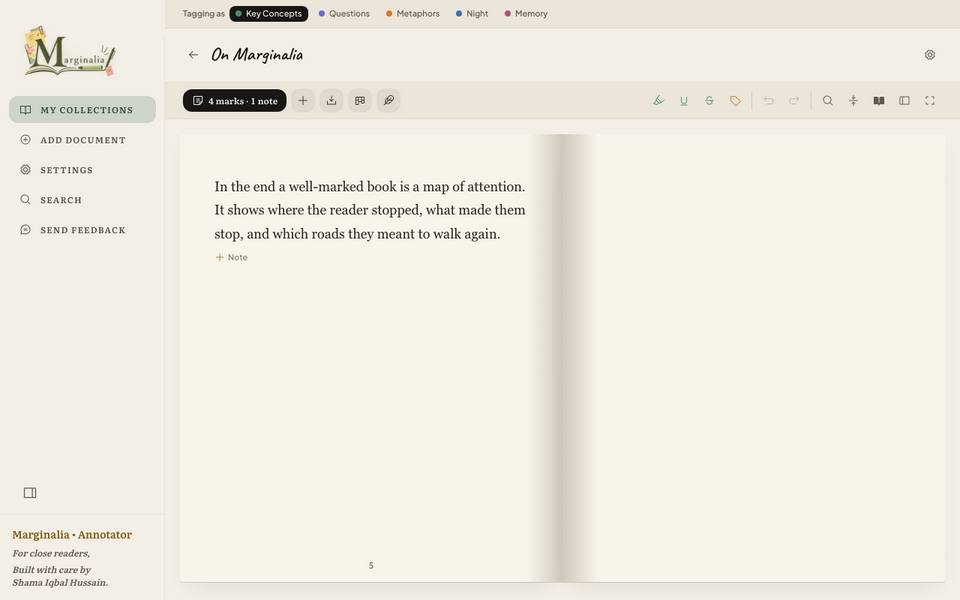 Marginalia
MY COLLECTIONS
ADD DOCUMENT
SETTINGS
SEARCH
SEND FEEDBACK
Marginalia • Annotator
For close readers,
Built with care by
Shama Iqbal Hussain.
Tagging as Key Concepts Questions Metaphors Night Memory
On Marginalia
4 marks · 1 note
In the end a well-marked book is a map of attention.
It shows where the reader stopped, what made them
stop, and which roads they meant to walk again.
+ Note
5